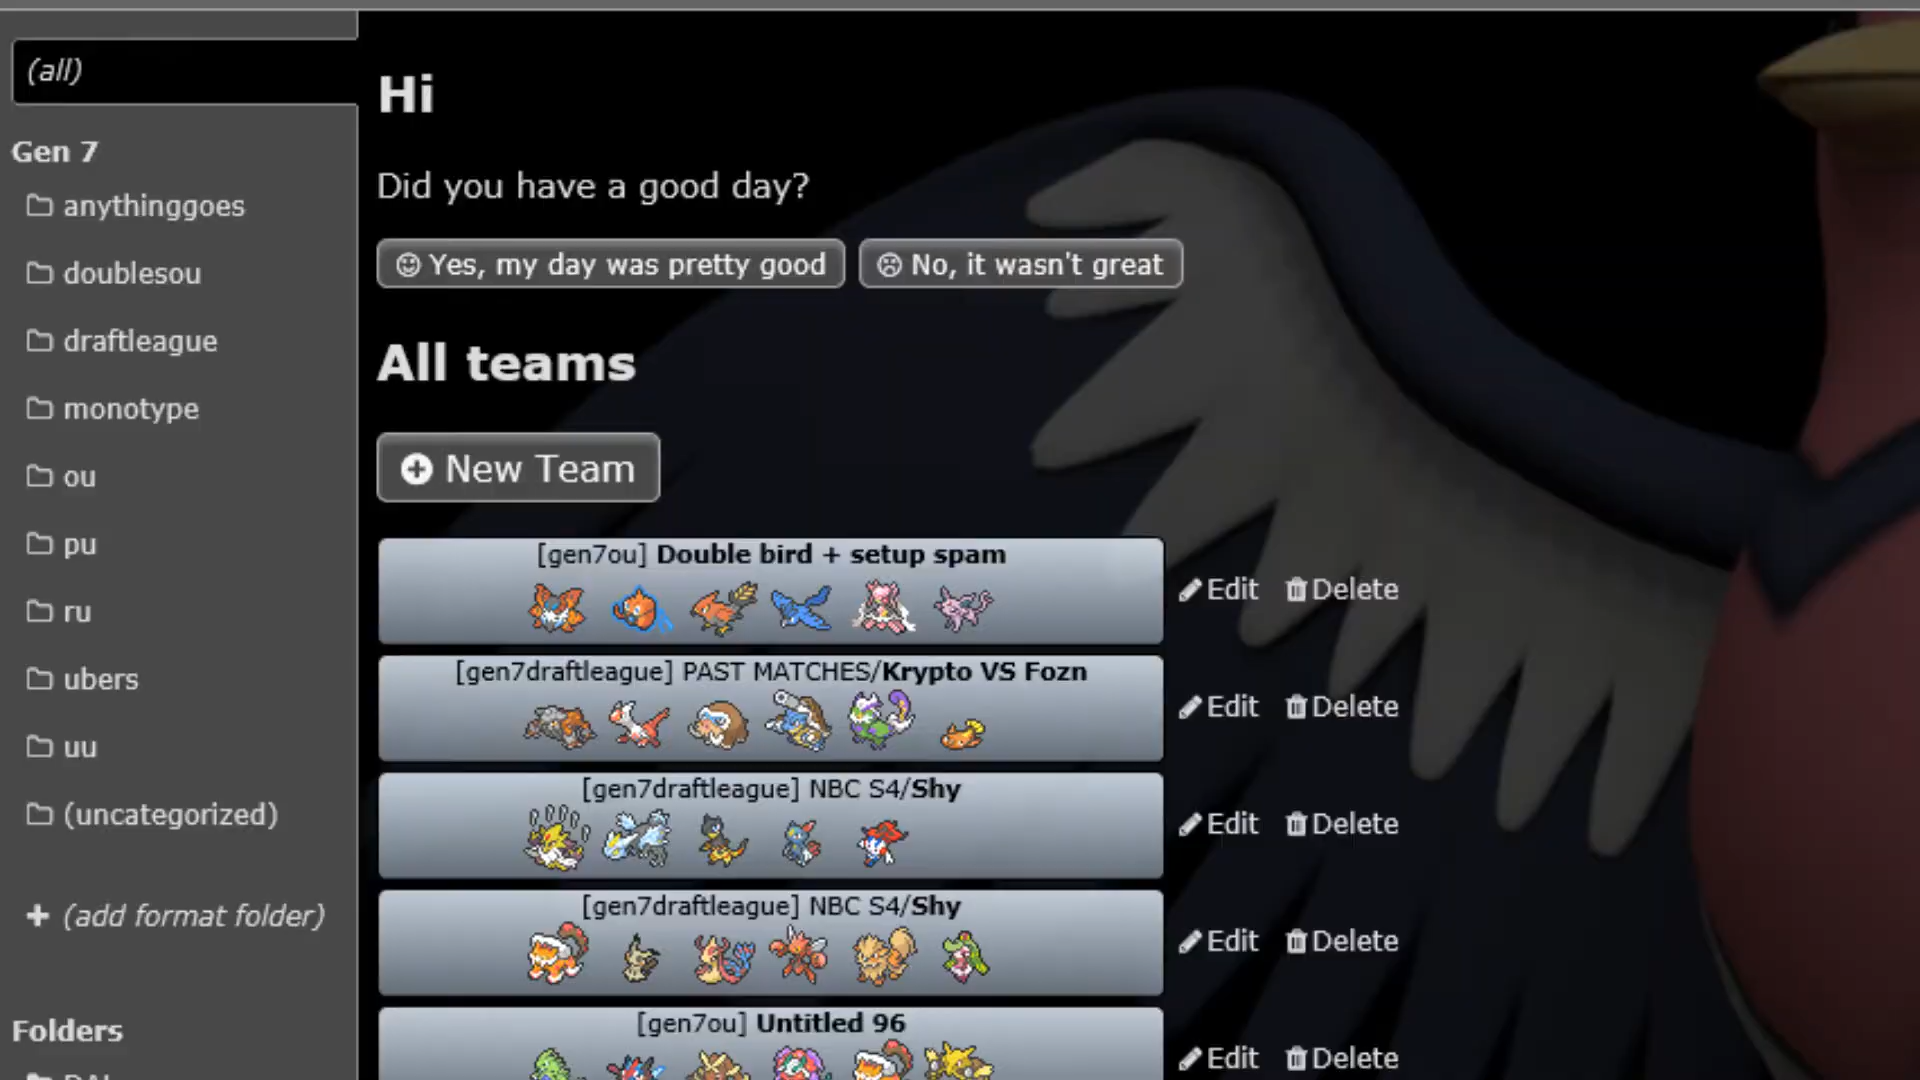 (all)
Gen 7
anythinggoes
doublesou
draftleague
monotype
ou
pu
ru
ubers
uu
(uncategorized)
(add format folder)
Folders
Hi
Did you have a good day?
Yes, my day was pretty good
No, it wasn't great
All teams
New Team
[gen7ou] Double bird + setup spam
Edit Delete
[gen7draftleague] PAST MATCHES/Krypto VS Fozn
Edit Delete
[gen7draftleague] NBC S4/Shy
Edit Delete
[gen7draftleague] NBC S4/Shy
Edit Delete
[gen7ou] Untitled 96
Edit Delete